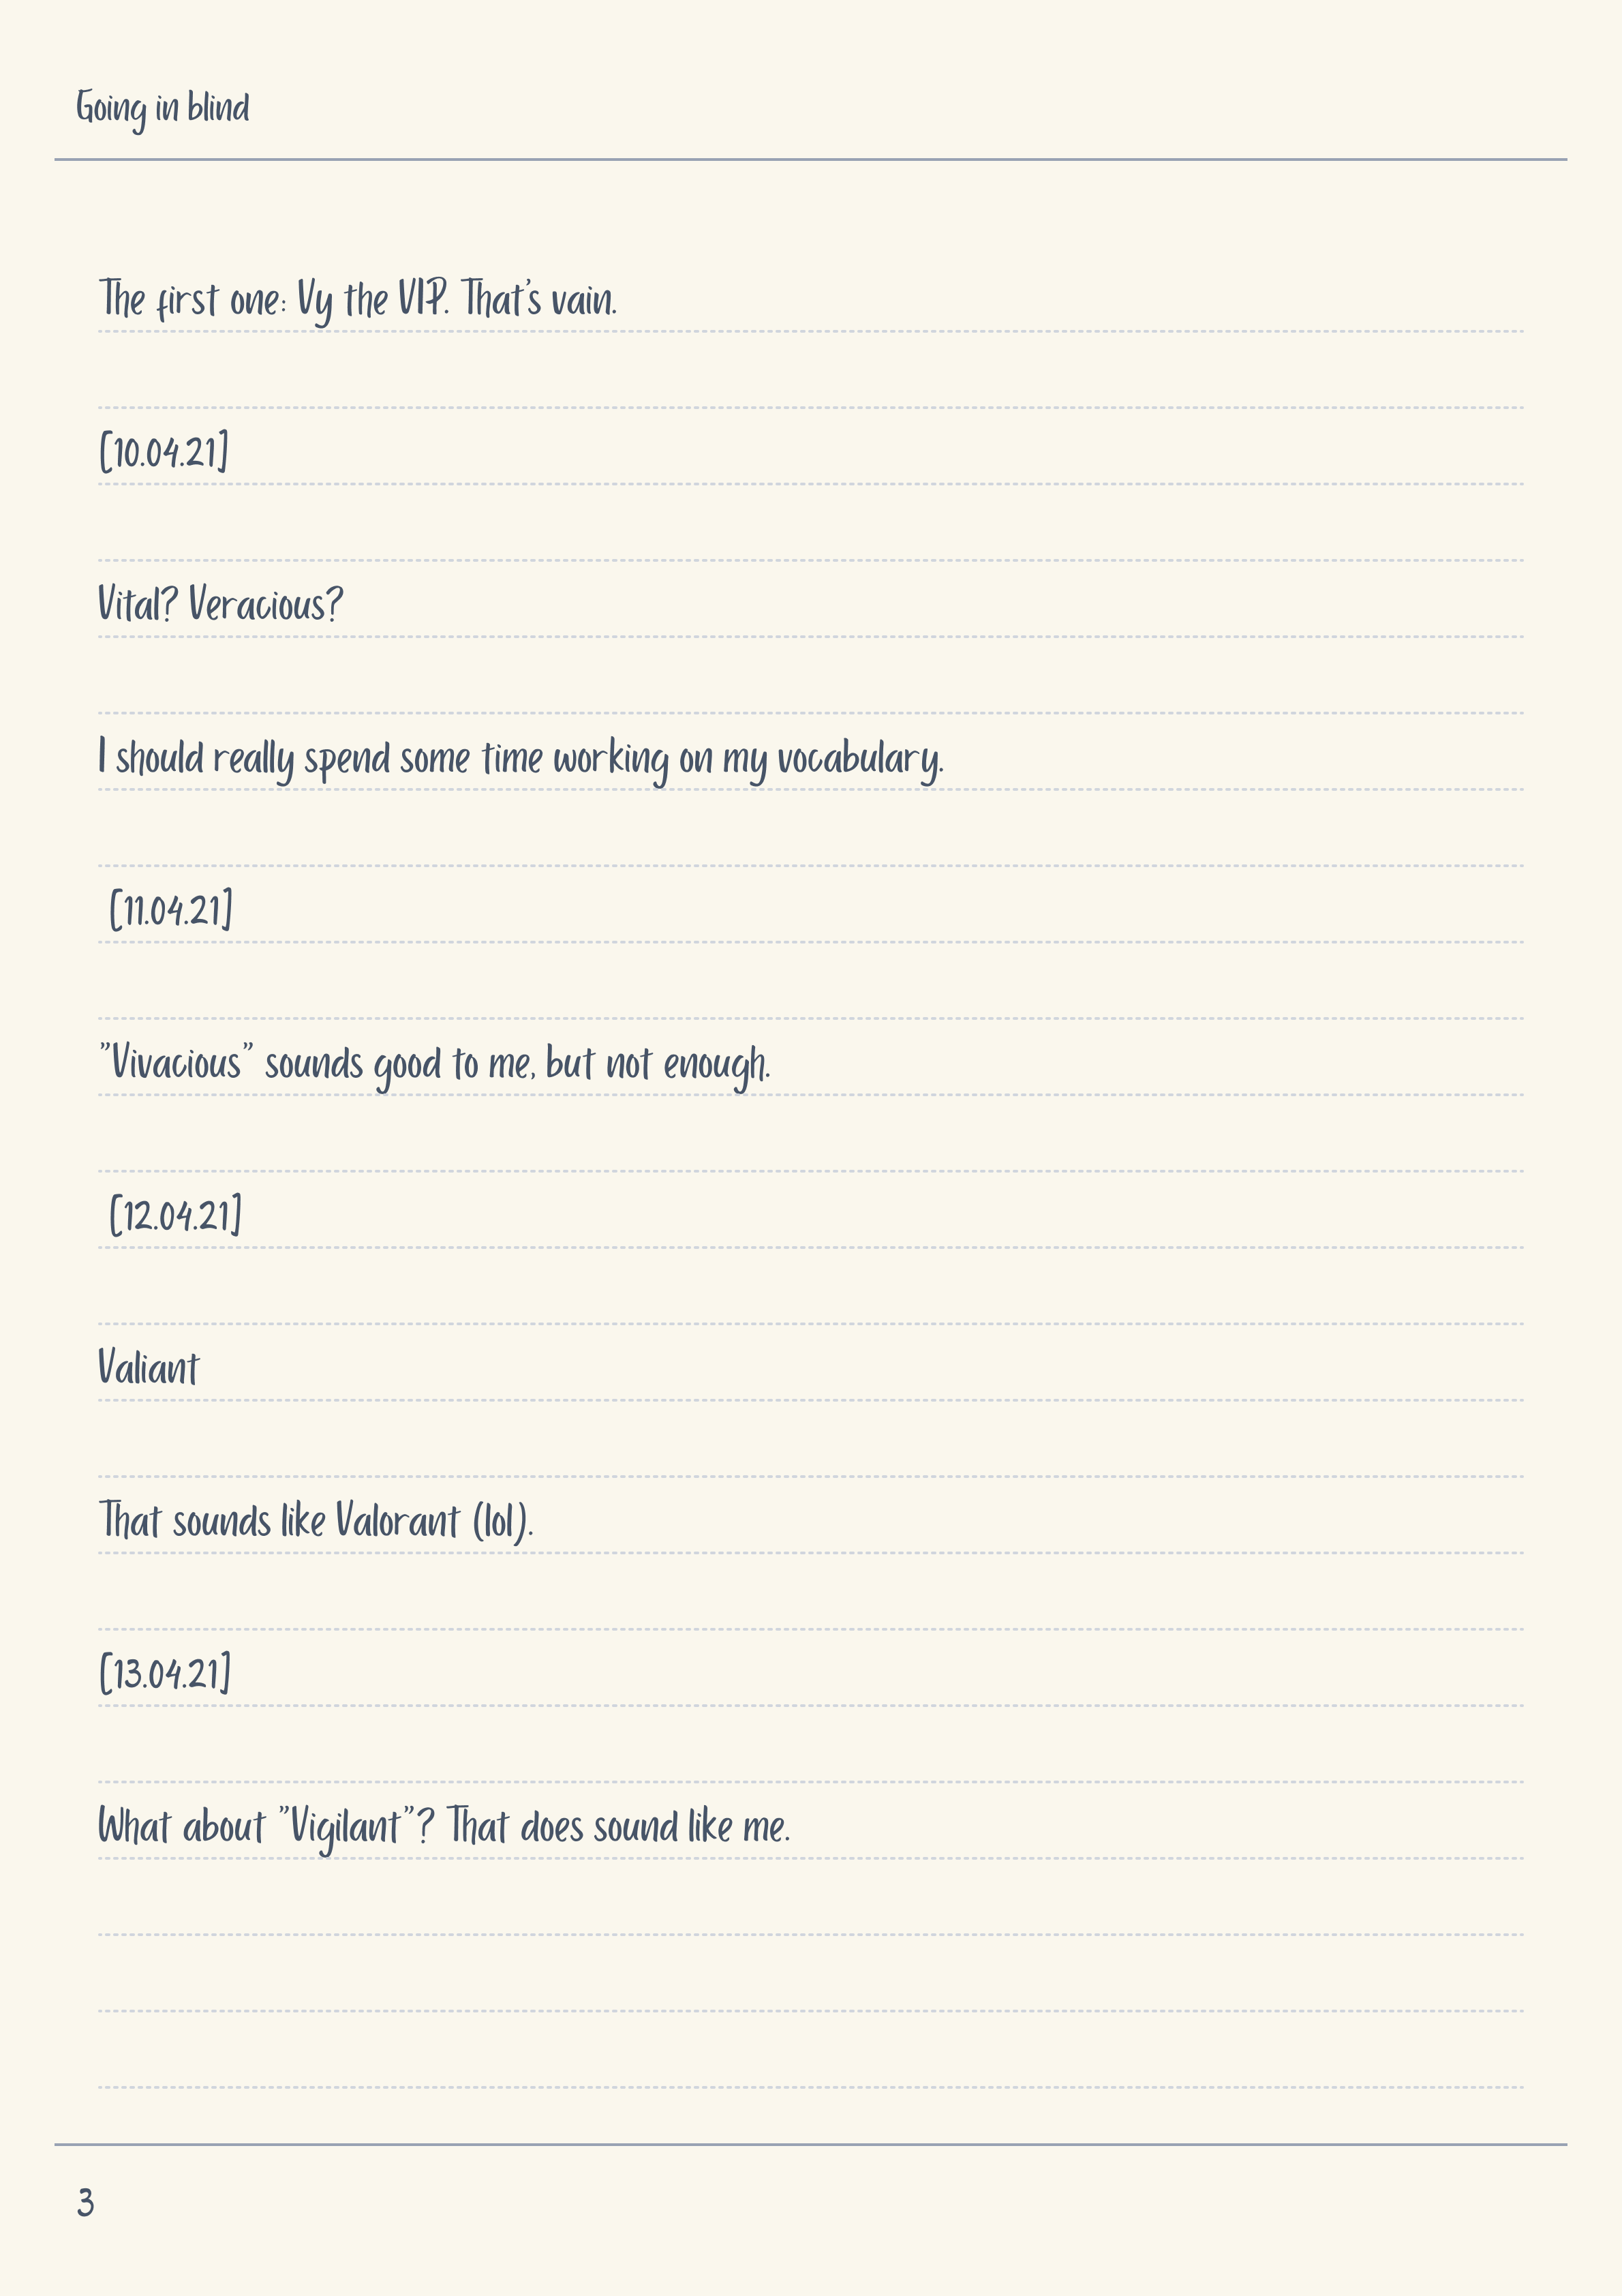 Going in blind
The first one: Vy the VIP. That's vain.
[10.04.21]
Vital? Veracious?
I should really spend some time working on my vocabulary.
[11.04.21]
”Vivacious” sounds good to me, but not enough.
[12.04.21]
Valiant
That sounds like Valorant (lol).
[13.04.21]
What about ”Vigilant”? That does sound like me.
3